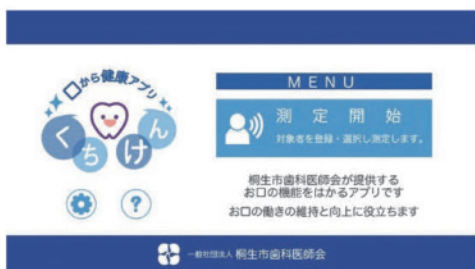 口から健康アプリ
くちけん
?
MENU
測定開始
対象者を登録・選択し測定します。
桐生市歯科医師会が提供する
お口の機能をはかるアプリです
お口の働きの維持と向上に役立ちます
一般社団法人 桐生市歯科医師会